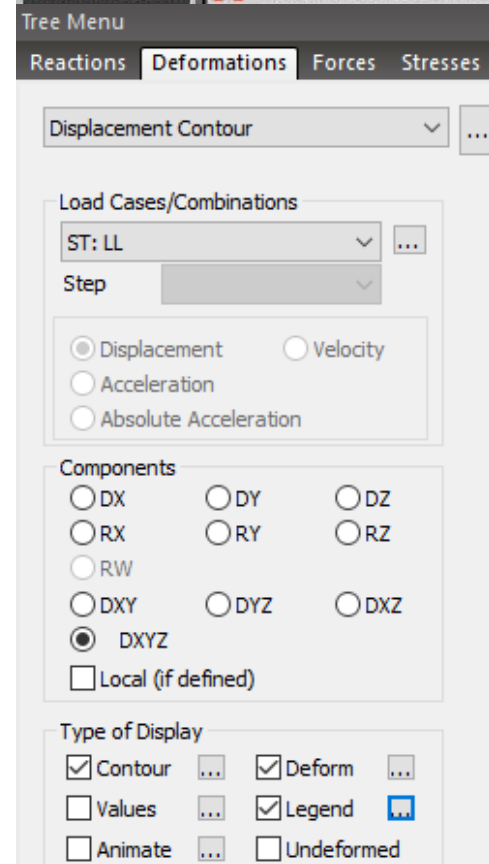 Tree Menu
Reactions Deformations Forces Stresses
Displacement Contour ...
Load Cases/Combinations
ST: LL ...
Step
Displacement Velocity
Acceleration
Absolute Acceleration
Components
DX DY DZ
RX RY RZ
RW
DXY DYZ DXZ
DXYZ
Local (if defined)
Type of Display
Contour ... Deform ...
Values ... Legend ...
Animate ... Undeformed